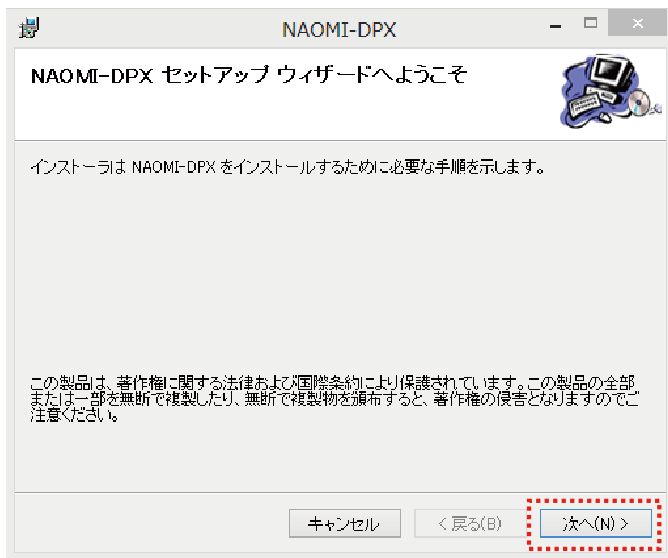 NAOMI-DPX
NAOMI-DPX セットアップ ウィザードへようこそ
インストーラは NAOMI-DPX をインストールするために必要な手順を示します。
この製品は、著作権に関する法律および国際条約により保護されています。この製品の全部
または一部を無断で複製したり、無断で複製物を頒布すると、著作権の侵害となりますのでご
注意ください。
キャンセル
< 戻る(B)
次へ(N) >